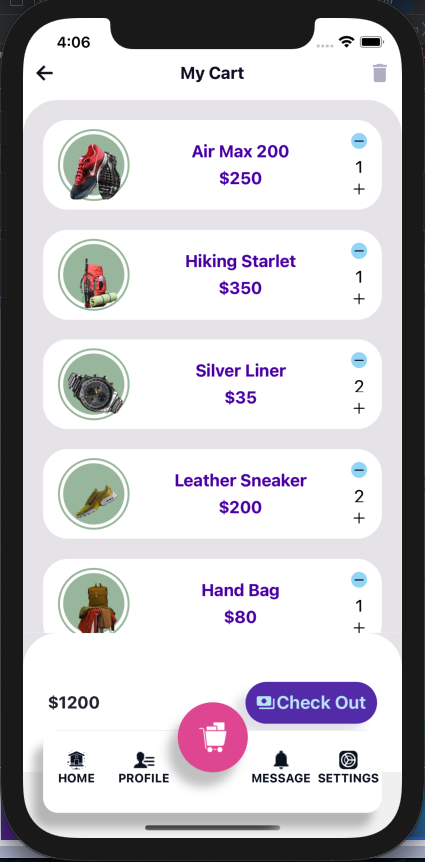 4:06
My Cart
Air Max 200
$250
1
Hiking Starlet
$350
1
Silver Liner
$35
2
Leather Sneaker
$200
2
Hand Bag
$80
1
$1200
Check Out
HOME
PROFILE
MESSAGE
SETTINGS